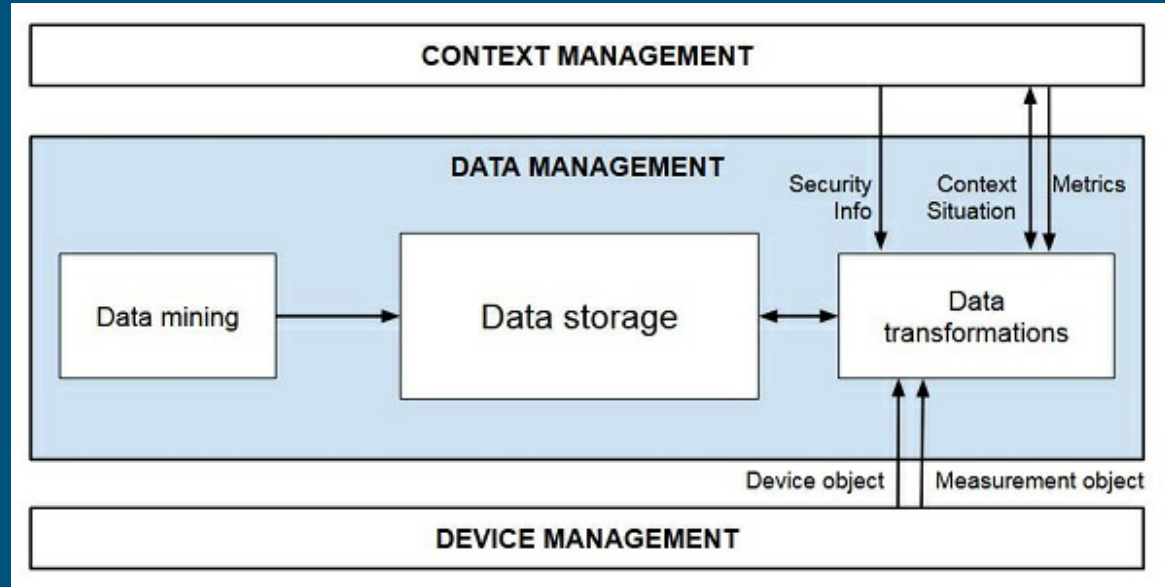 CONTEXT MANAGEMENT
DATA MANAGEMENT
Security
Info
Context
Situation
Metrics
Data mining
Data storage
Data
transformations
Device object
Measurement object
DEVICE MANAGEMENT